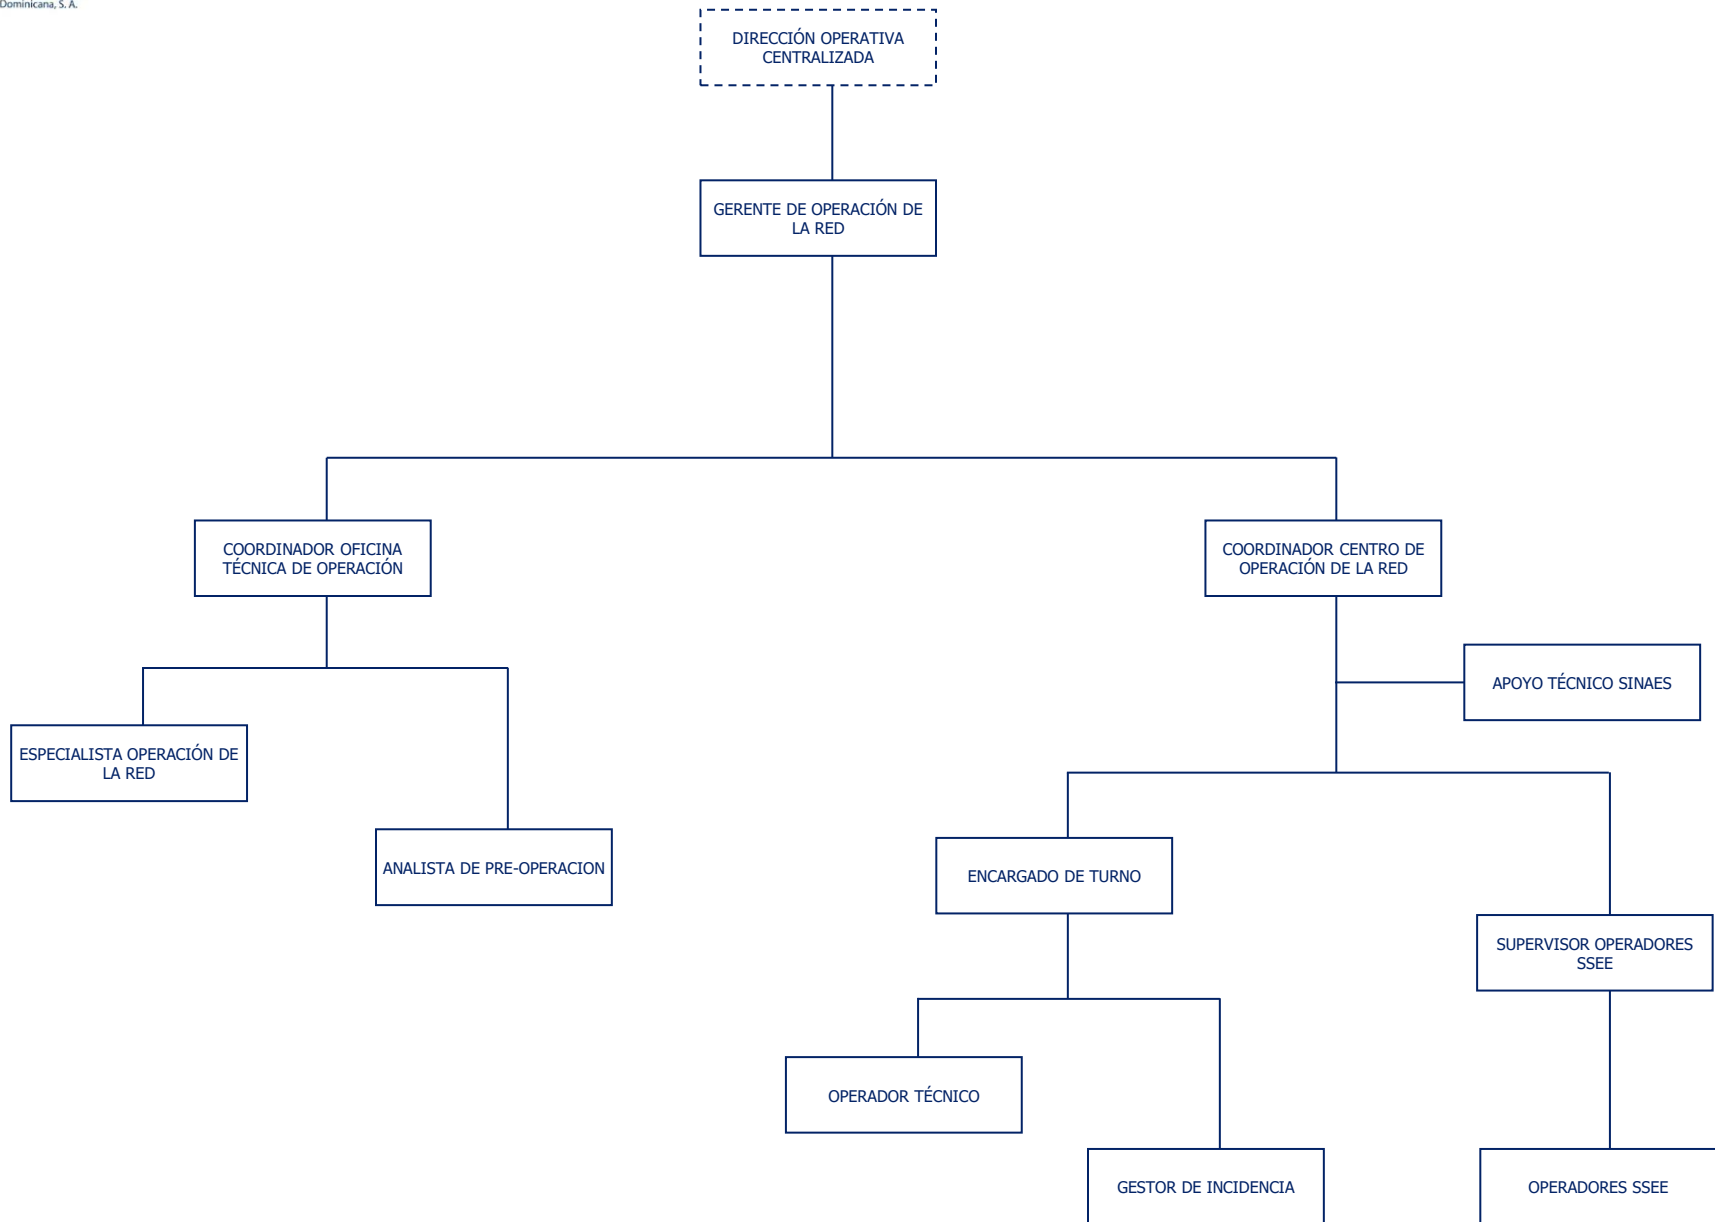 Dominicana, S. A.
DIRECCIÓN OPERATIVA
CENTRALIZADA
GERENTE DE OPERACIÓN DE
LA RED
COORDINADOR OFICINA
TÉCNICA DE OPERACIÓN
COORDINADOR CENTRO DE
OPERACIÓN DE LA RED
APOYO TÉCNICO SINAES
ESPECIALISTA OPERACIÓN DE
LA RED
ANALISTA DE PRE-OPERACION
ENCARGADO DE TURNO
SUPERVISOR OPERADORES
SSEE
OPERADOR TÉCNICO
GESTOR DE INCIDENCIA
OPERADORES SSEE